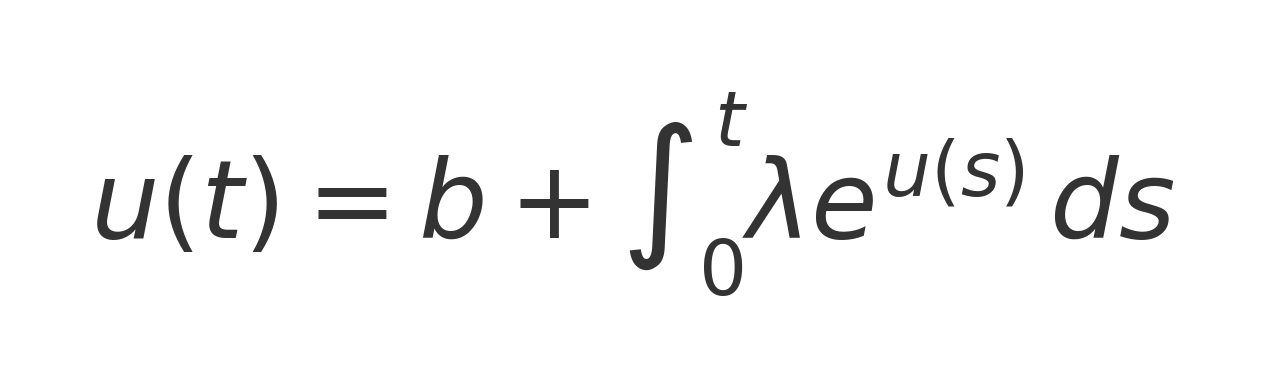 u(t) = b + ∫₀ᵗ λe^{u(s)} ds